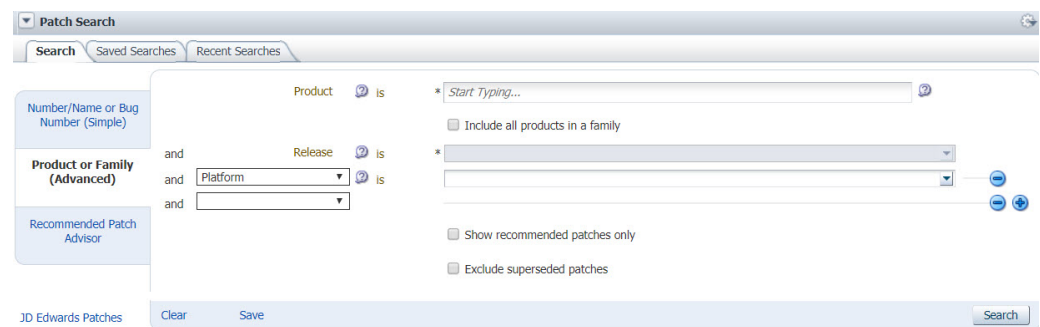 Patch Search
Search Saved Searches Recent Searches
Number/Name or Bug
Number (Simple)
Product or Family
(Advanced)
Recommended Patch
Advisor
JD Edwards Patches
Product is * Start Typing...
Include all products in a family
and Release is *
and Platform is
and
Show recommended patches only
Exclude superseded patches
Clear Save Search